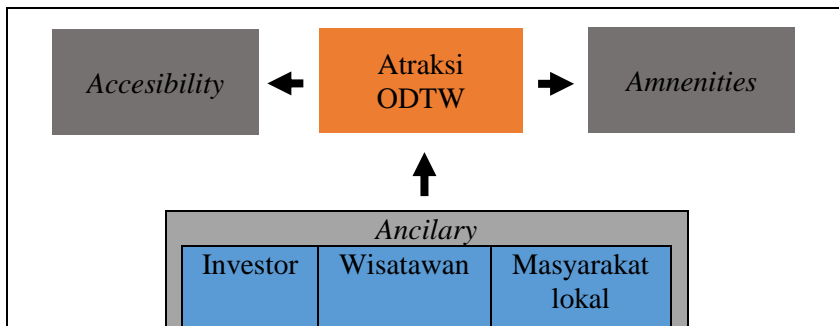 Accesibility
Atraksi
ODTW
Amnenities
Ancilary
Investor
Wisatawan
Masyarakat
lokal